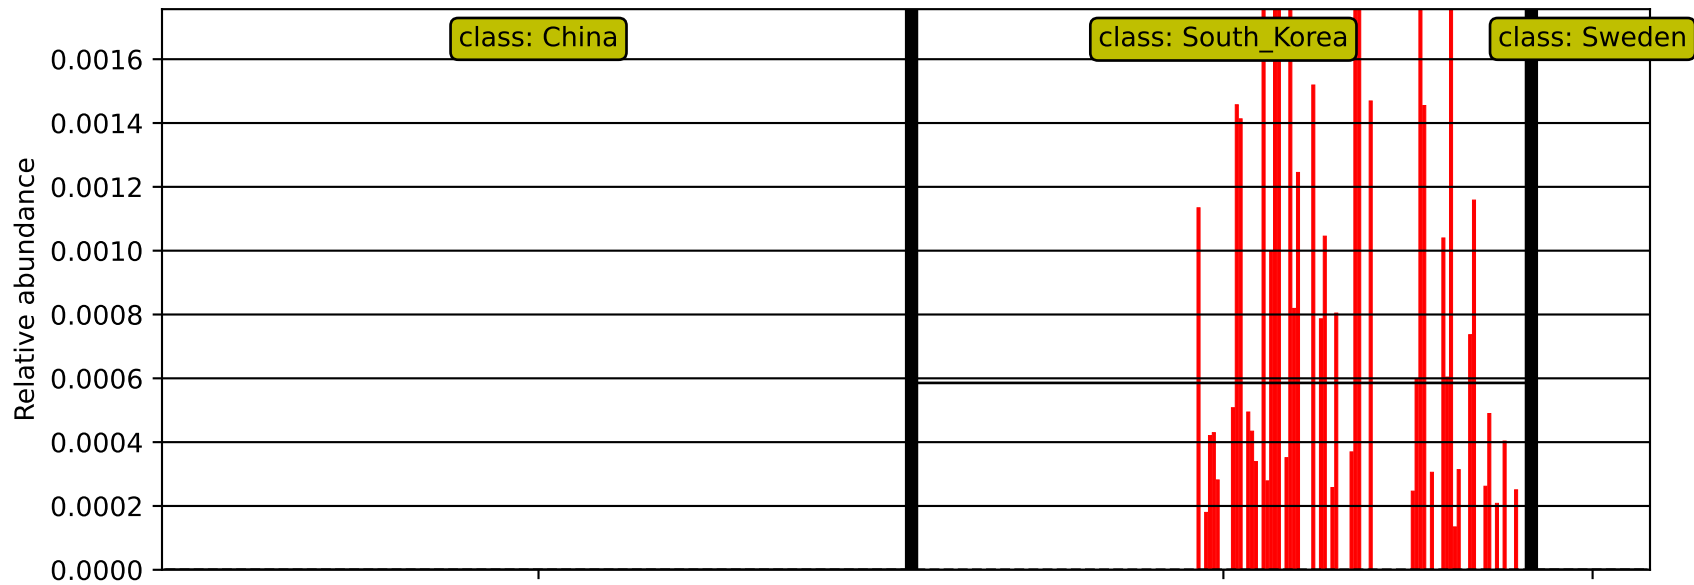 class: China
class: South_Korea
class: Sweden
Relative abundance
0.0016
0.0014
0.0012
0.0010
0.0008
0.0006
0.0004
0.0002
0.0000